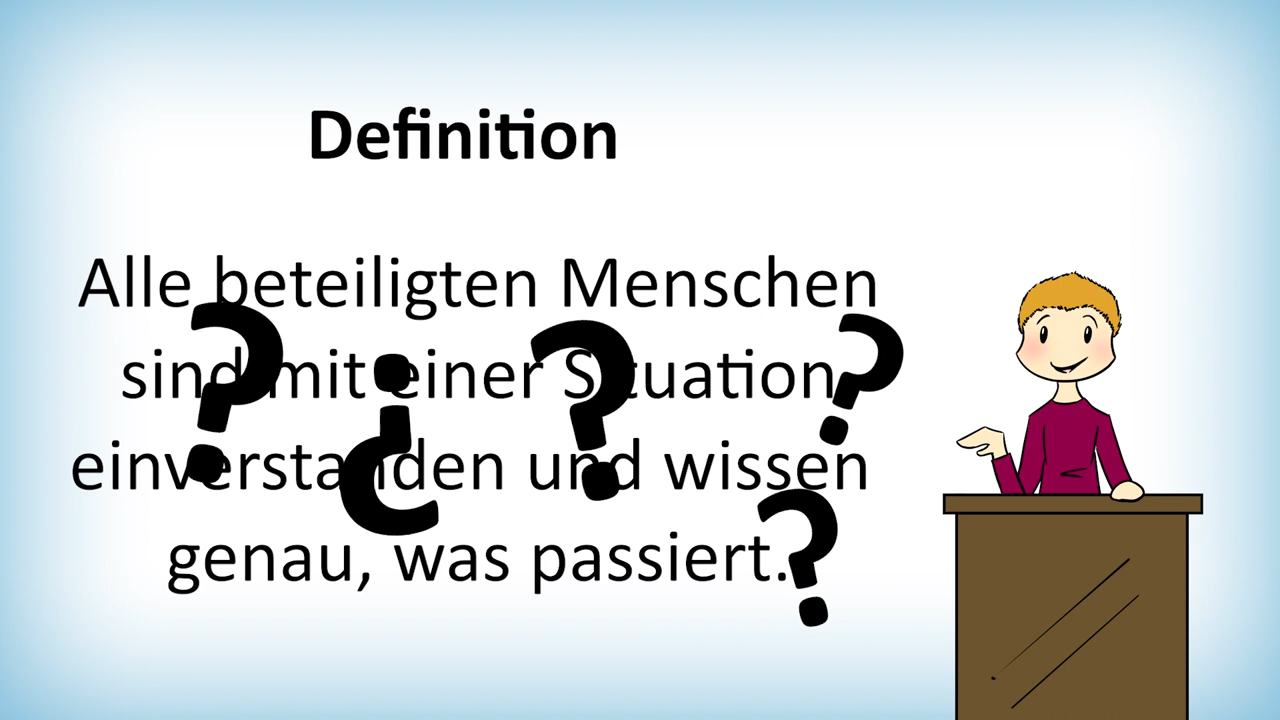 Definition
Alle beteiligten Menschen
sind mit einer Situation
einverstanden und wissen
genau, was passiert.
? ¿ ? ?
?